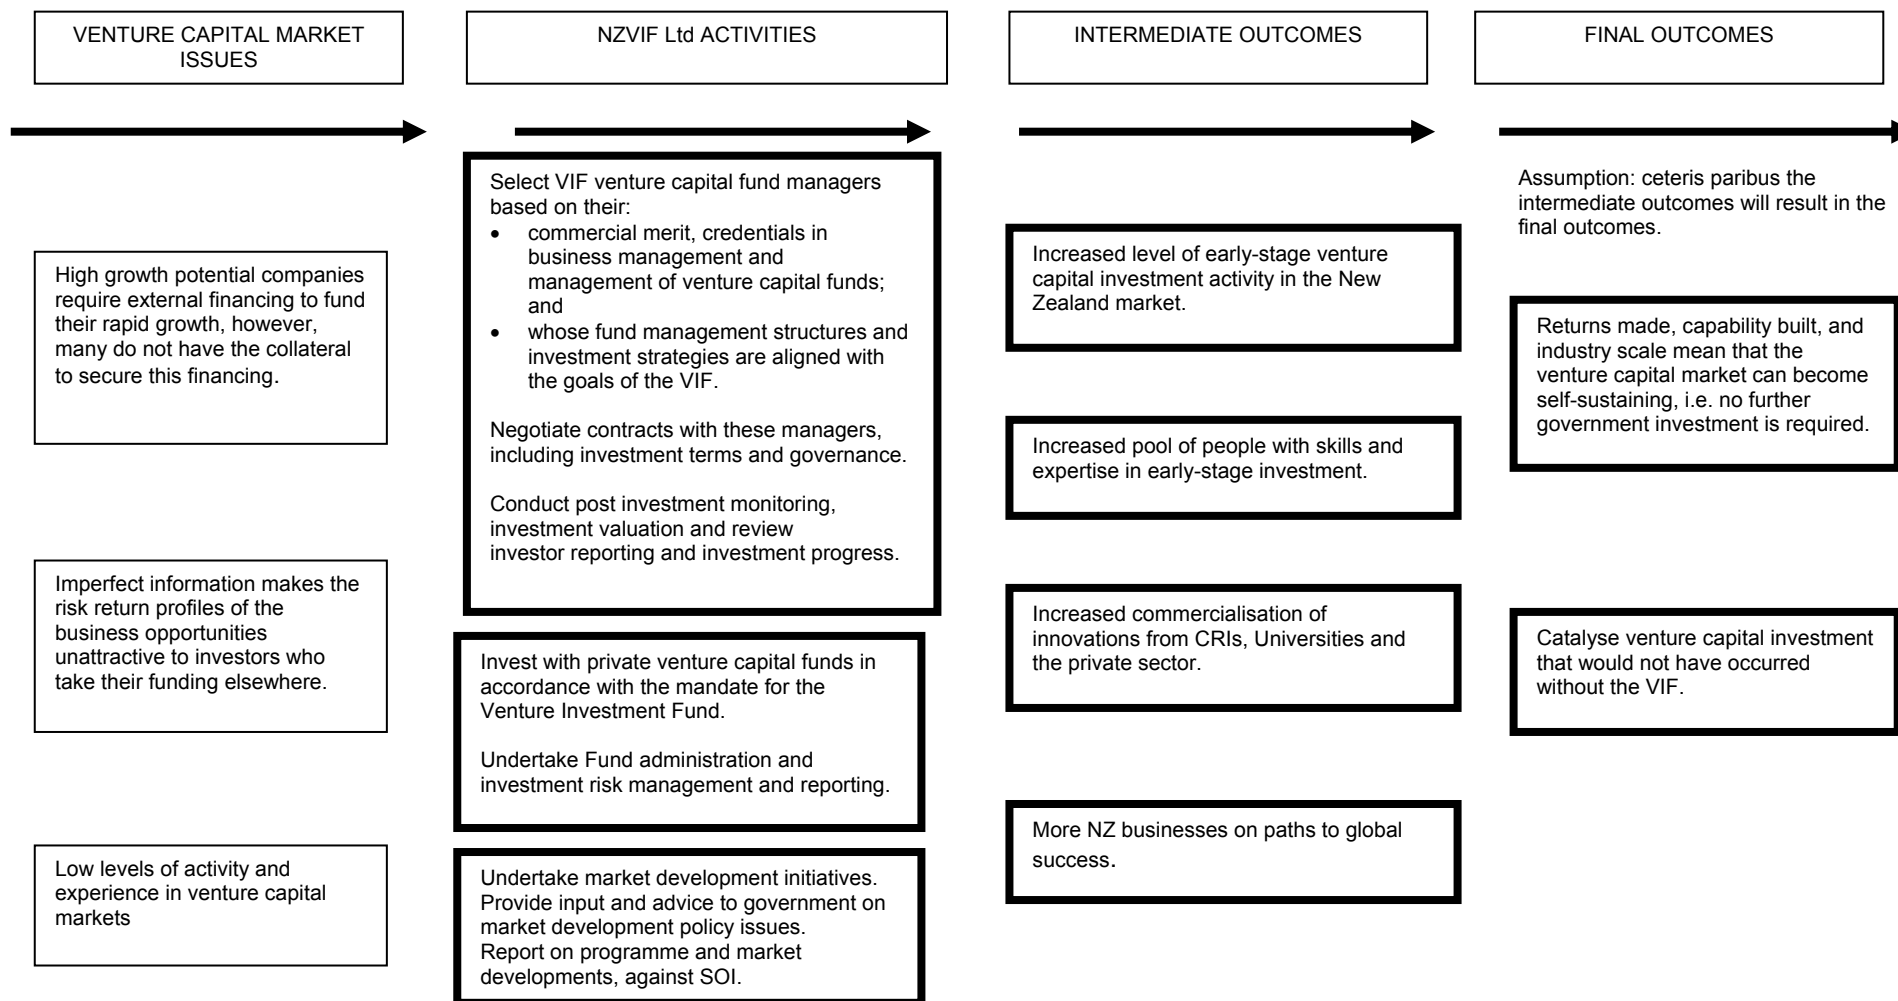 VENTURE CAPITAL MARKET
ISSUES
NZVIF Ltd ACTIVITIES
INTERMEDIATE OUTCOMES
FINAL OUTCOMES
High growth potential companies
require external financing to fund
their rapid growth, however,
many do not have the collateral
to secure this financing.
Imperfect information makes the
risk return profiles of the
business opportunities
unattractive to investors who
take their funding elsewhere.
Low levels of activity and
experience in venture capital
markets
Select VIF venture capital fund managers
based on their:
• commercial merit, credentials in
business management and
management of venture capital funds;
and
• whose fund management structures and
investment strategies are aligned with
the goals of the VIF.
Negotiate contracts with these managers,
including investment terms and governance.
Conduct post investment monitoring,
investment valuation and review
investor reporting and investment progress.
Invest with private venture capital funds in
accordance with the mandate for the
Venture Investment Fund.
Undertake Fund administration and
investment risk management and reporting.
Undertake market development initiatives.
Provide input and advice to government on
market development policy issues.
Report on programme and market
developments, against SOI.
Increased level of early-stage venture
capital investment activity in the New
Zealand market.
Increased pool of people with skills and
expertise in early-stage investment.
Increased commercialisation of
innovations from CRIs, Universities and
the private sector.
More NZ businesses on paths to global
success.
Assumption: ceteris paribus the
intermediate outcomes will result in the
final outcomes.
Returns made, capability built, and
industry scale mean that the
venture capital market can become
self-sustaining, i.e. no further
government investment is required.
Catalyse venture capital investment
that would not have occurred
without the VIF.